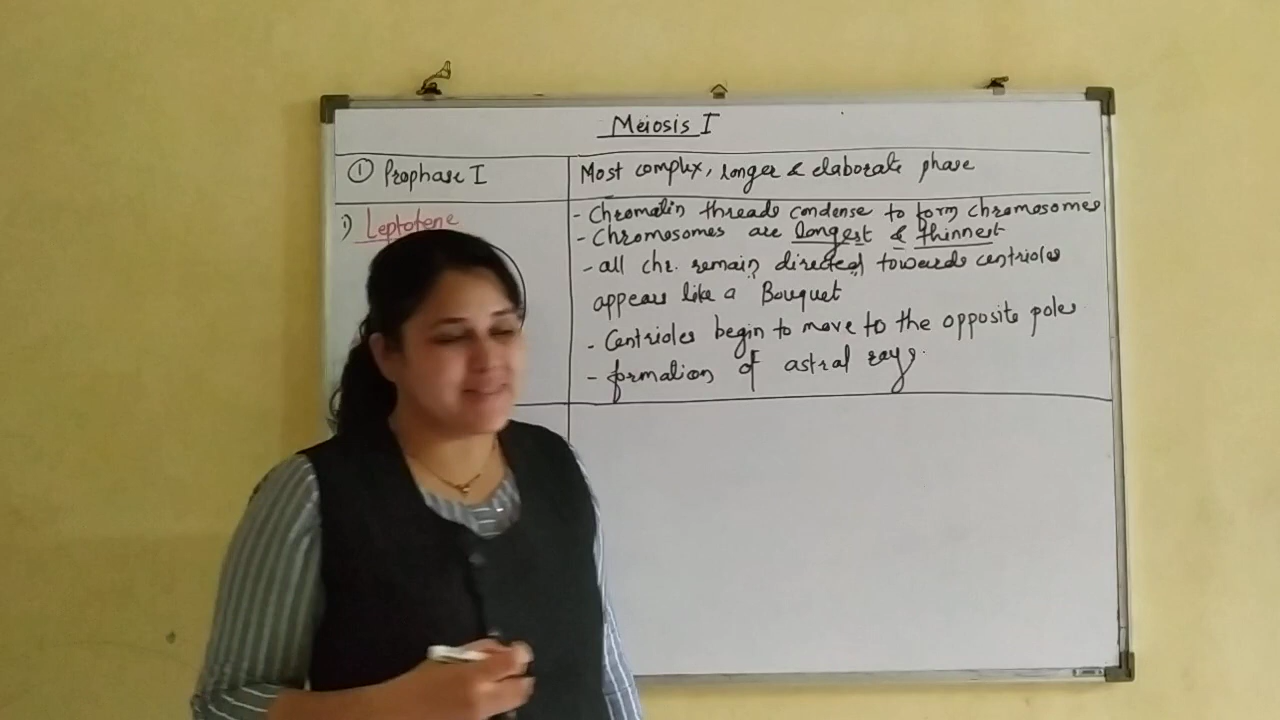 Meiosis I
① Prophase I
Most complex, longer & elaborate phase
i) Leptotene
- Chromatin threads condense to form chromosomes
- Chromosomes are longest & thinnest
- all chr. remain directed towards centrioles
appears like a Bouquet
- Centrioles begin to move to the opposite poles
- formation of astral rays.